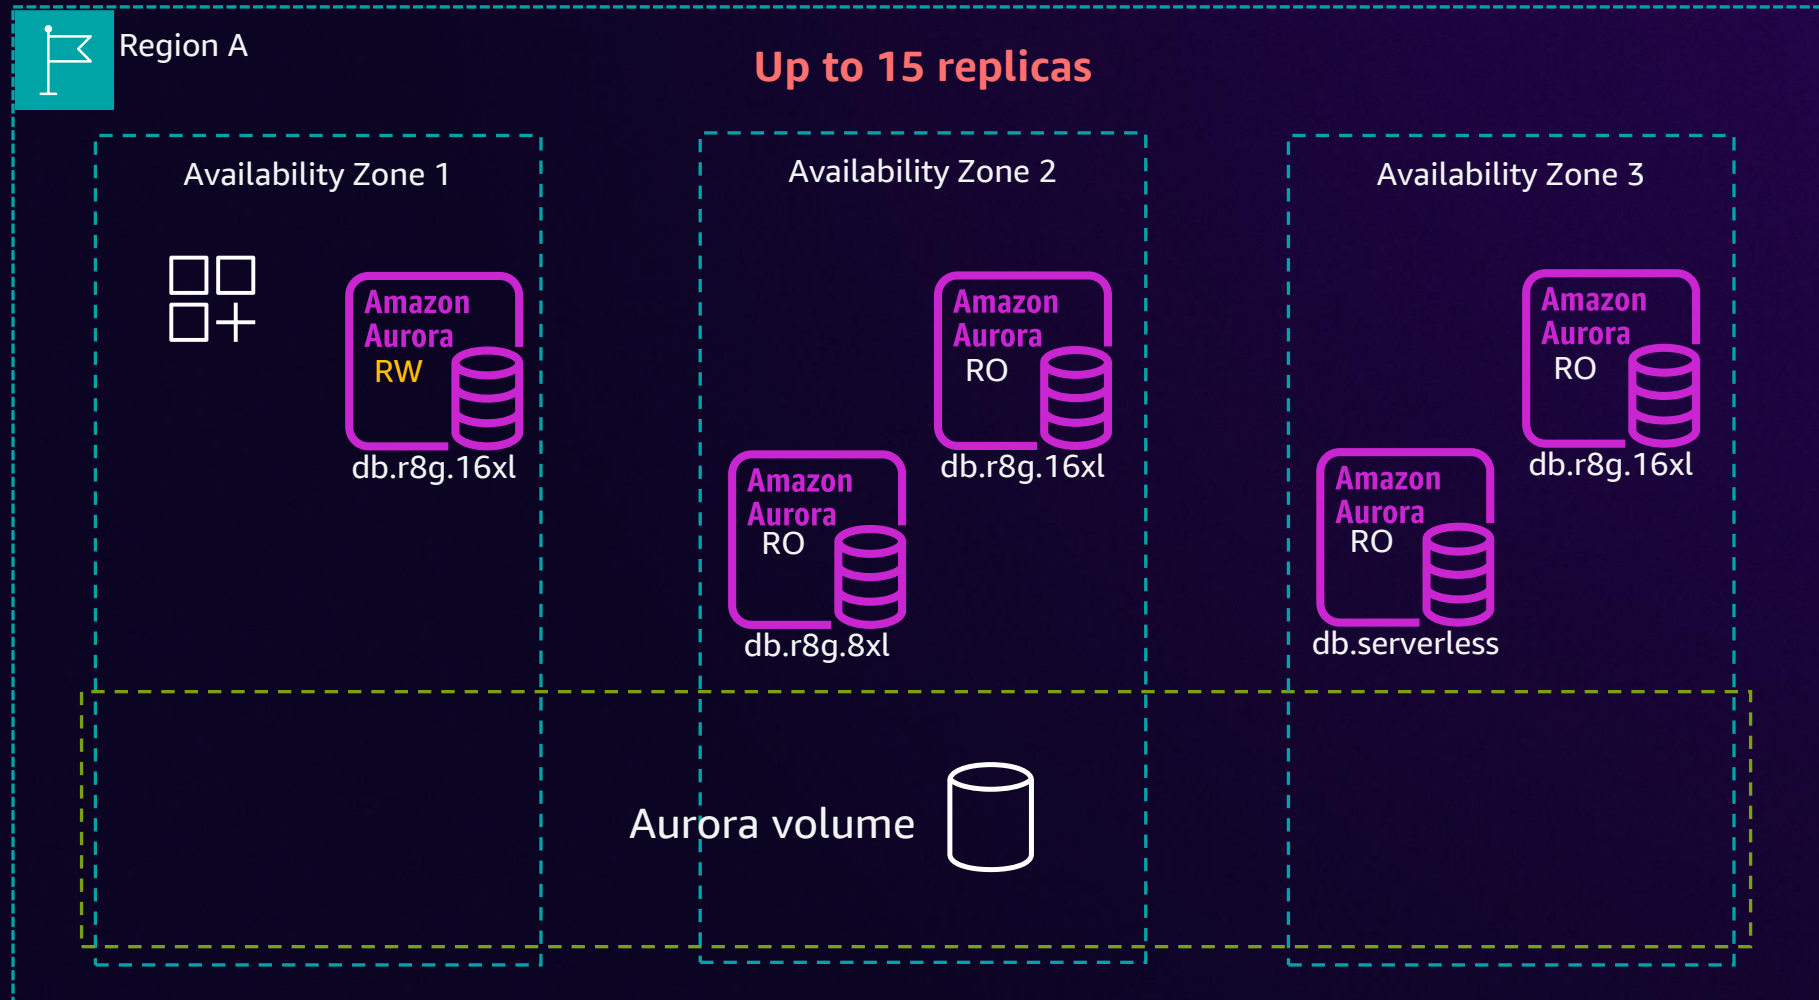 Region A
Up to 15 replicas
Availability Zone 1
Amazon
Aurora
RW
db.r8g.16xl
Availability Zone 2
Amazon
Aurora
RO
db.r8g.16xl
Amazon
Aurora
RO
db.r8g.8xl
Availability Zone 3
Amazon
Aurora
RO
db.r8g.16xl
Amazon
Aurora
RO
db.serverless
Aurora volume